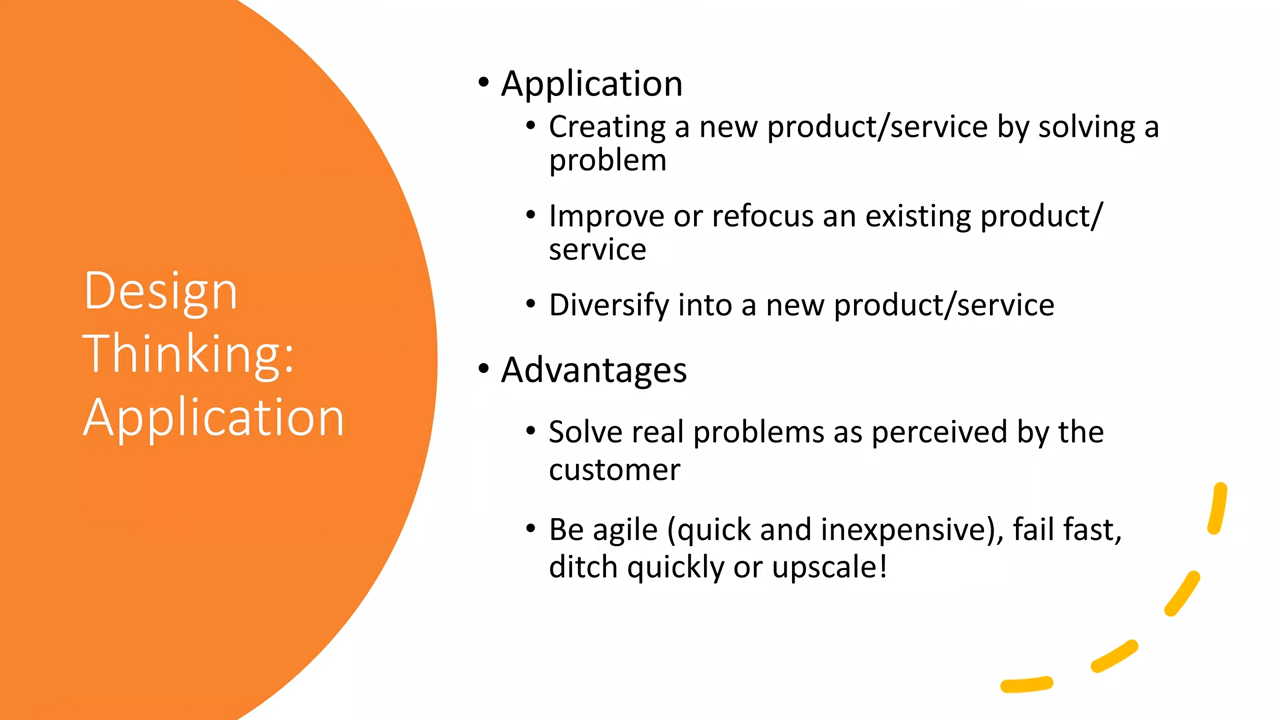 Design
Thinking:
Application
• Application
• Creating a new product/service by solving a
problem
• Improve or refocus an existing product/
service
• Diversify into a new product/service
• Advantages
• Solve real problems as perceived by the
customer
• Be agile (quick and inexpensive), fail fast,
ditch quickly or upscale!